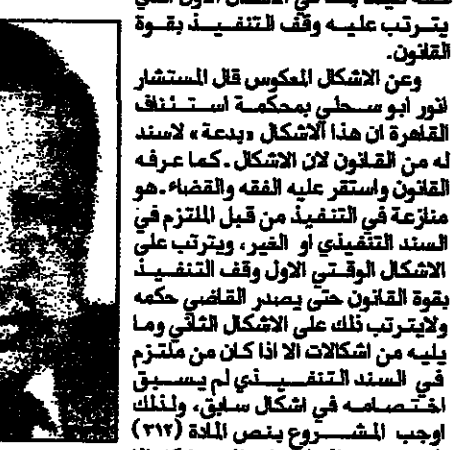 يترتب عليه وقف التنفيذ بقوة
القانون.
وعن الاشكال المعكوس قال المستشار
انور ابو سحلي بمحكمة استئناف
القاهرة ان هذا الاشكال «بدعة» لاسند
له من القانون لان الاشكال .كما عرفه
القانون واستقر عليه الفقه والقضاء.هو
منازعة في التنفيذ من قبل الملتزم في
السند التنفيذي او الغير، ويترتب على
الاشكال الوقتي الاول وقف التنفيذ
بقوة القانون حتى يصدر القاضي حكمه
ولايترتب ذلك على الاشكال الثاني وما
يليه من اشكالات الا اذا كان من ملتزم
في السند التنفيذي لم يسبق
اختصامه في اشكال سابق، ولذلك
اوجب المشروع بنص المادة (٣١٢)